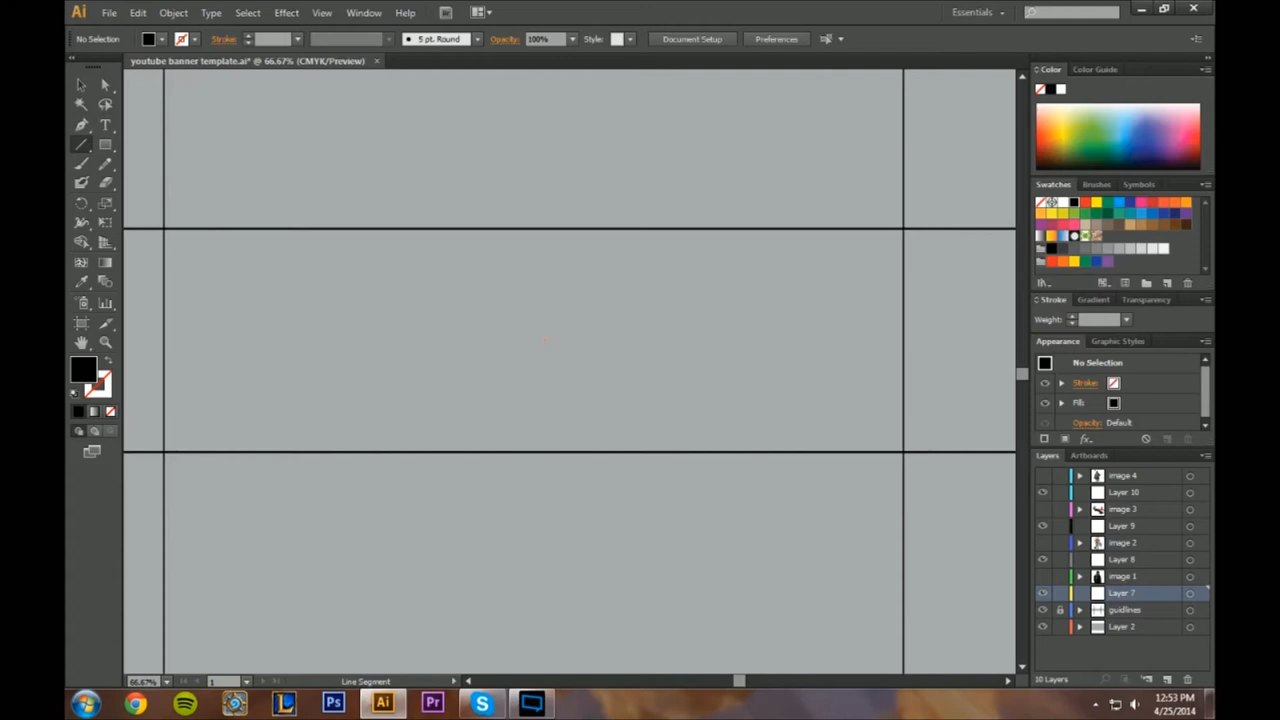 Ai File Edit Object Type Select Effect View Window Help Essentials
No Selection Stroke: 5 pt. Round Opacity: 100% Style: Document Setup Preferences
youtube banner template.ai* @ 66.67% (CMYK/Preview) ×
Color Color Guide
Swatches Brushes Symbols
Stroke Gradient Transparency
Weight:
Appearance Graphic Styles
No Selection
Stroke:
Fill:
Opacity: Default
Layers Artboards
image 4
Layer 10
image 3
Layer 9
image 2
Layer 8
image 1
Layer 7
guidlines
Layer 2
66.67% 1 Line Segment 10 Layers
Ps Ai Pr S
12:53 PM
4/25/2014